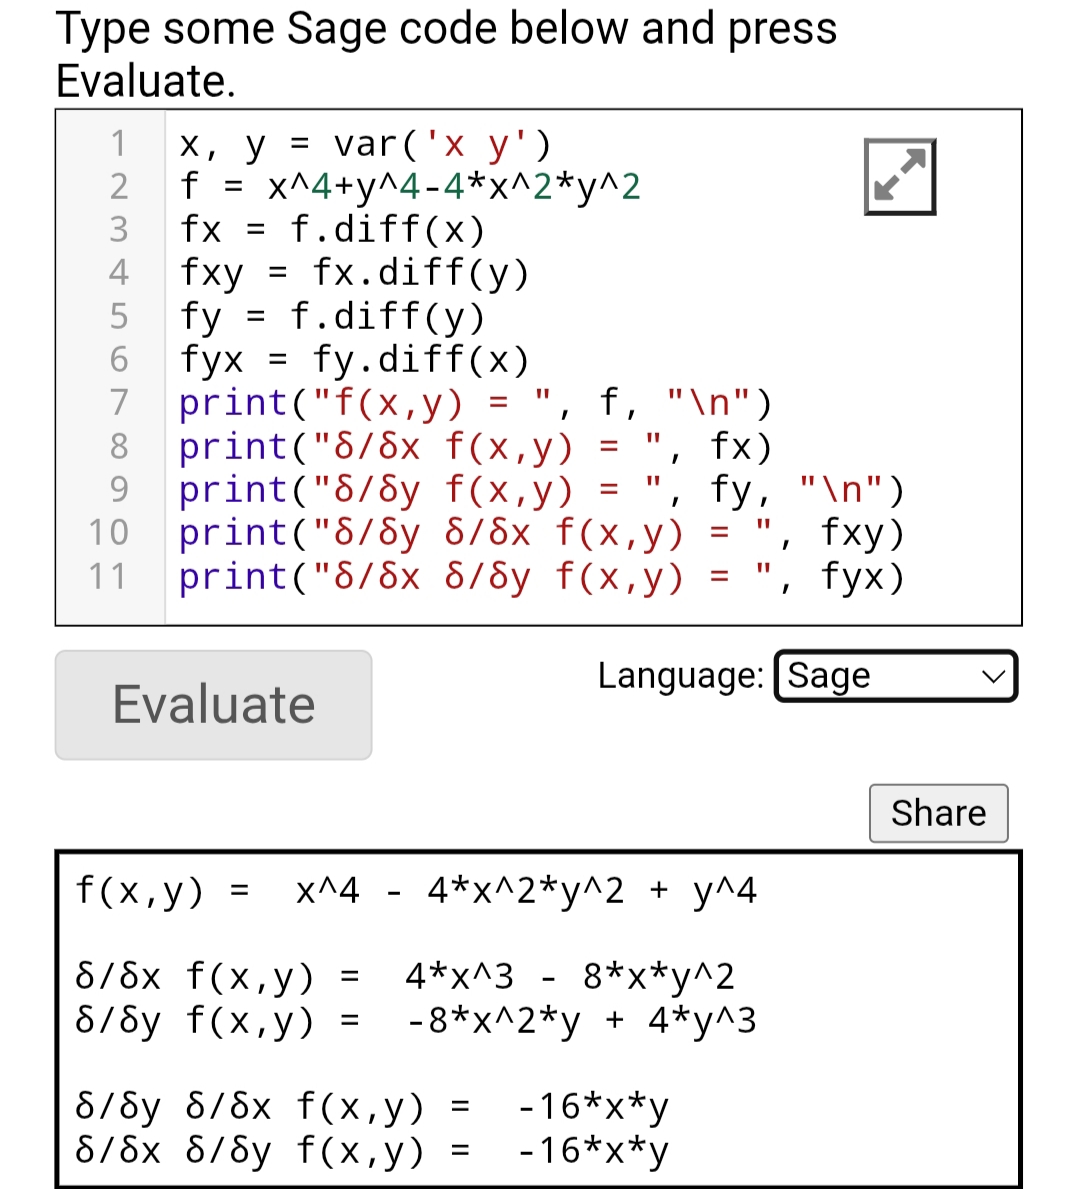 Type some Sage code below and press
Evaluate.
1 x, y = var('x y')
2 f = x^4+y^4-4*x^2*y^2
3 fx = f.diff(x)
4 fxy = fx.diff(y)
5 fy = f.diff(y)
6 fyx = fy.diff(x)
7 print("f(x,y) = ", f, "\n")
8 print("δ/δx f(x,y) = ", fx)
9 print("δ/δy f(x,y) = ", fy, "\n")
10 print("δ/δy δ/δx f(x,y) = ", fxy)
11 print("δ/δx δ/δy f(x,y) = ", fyx)
Evaluate
Language: Sage
Share
f(x,y) =  x^4 - 4*x^2*y^2 + y^4
δ/δx f(x,y) =  4*x^3 - 8*x*y^2
δ/δy f(x,y) =  -8*x^2*y + 4*y^3
δ/δy δ/δx f(x,y) =  -16*x*y
δ/δx δ/δy f(x,y) =  -16*x*y